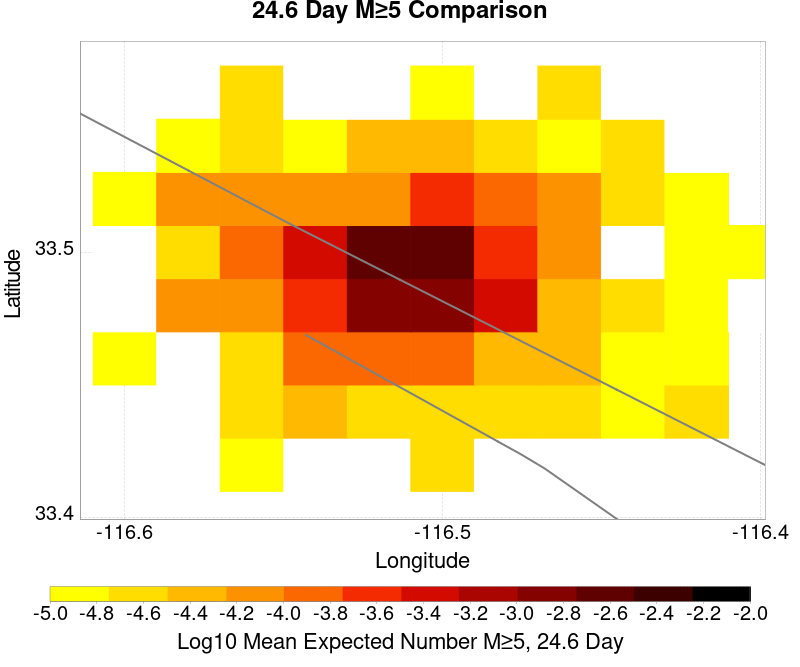 24.6 Day M≥5 Comparison
Latitude
33.5
33.4
-116.6 -116.5 -116.4
Longitude
-5.0 -4.8 -4.6 -4.4 -4.2 -4.0 -3.8 -3.6 -3.4 -3.2 -3.0 -2.8 -2.6 -2.4 -2.2 -2.0
Log10 Mean Expected Number M≥5, 24.6 Day